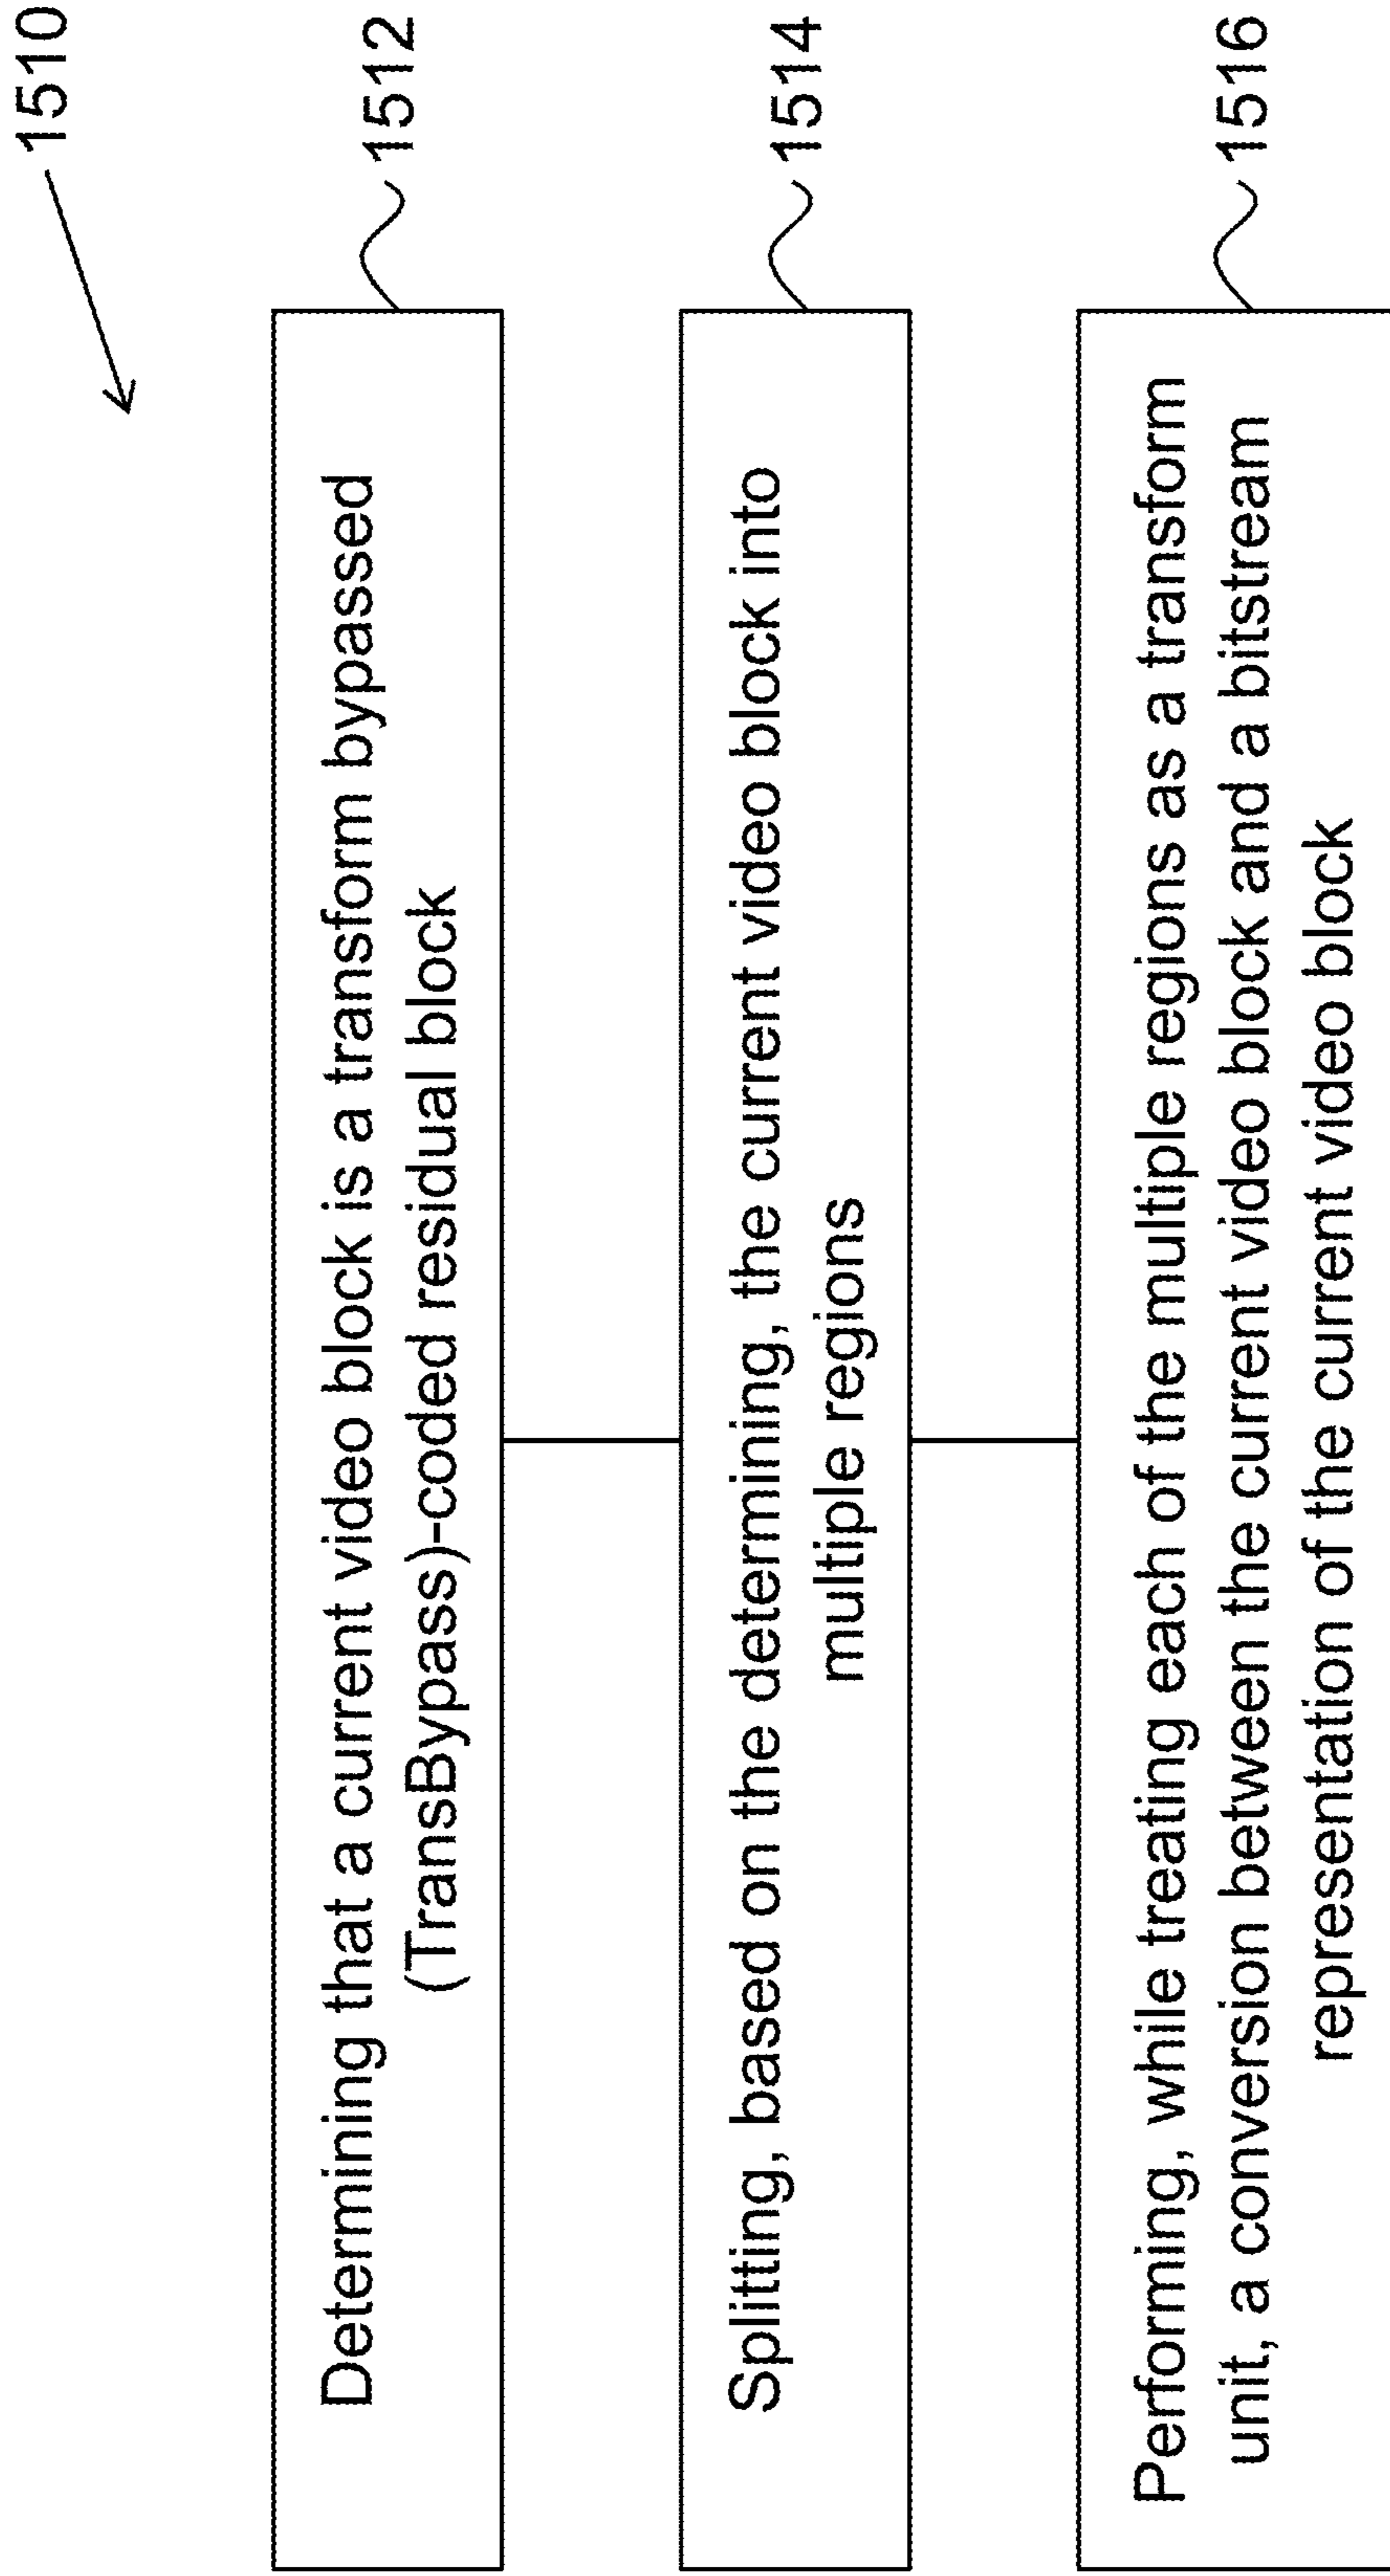 1510
Determining that a current video block is a transform bypassed
(TransBypass)-coded residual block
1512
Splitting, based on the determining, the current video block into
multiple regions
1514
Performing, while treating each of the multiple regions as a transform
unit, a conversion between the current video block and a bitstream
representation of the current video block
1516